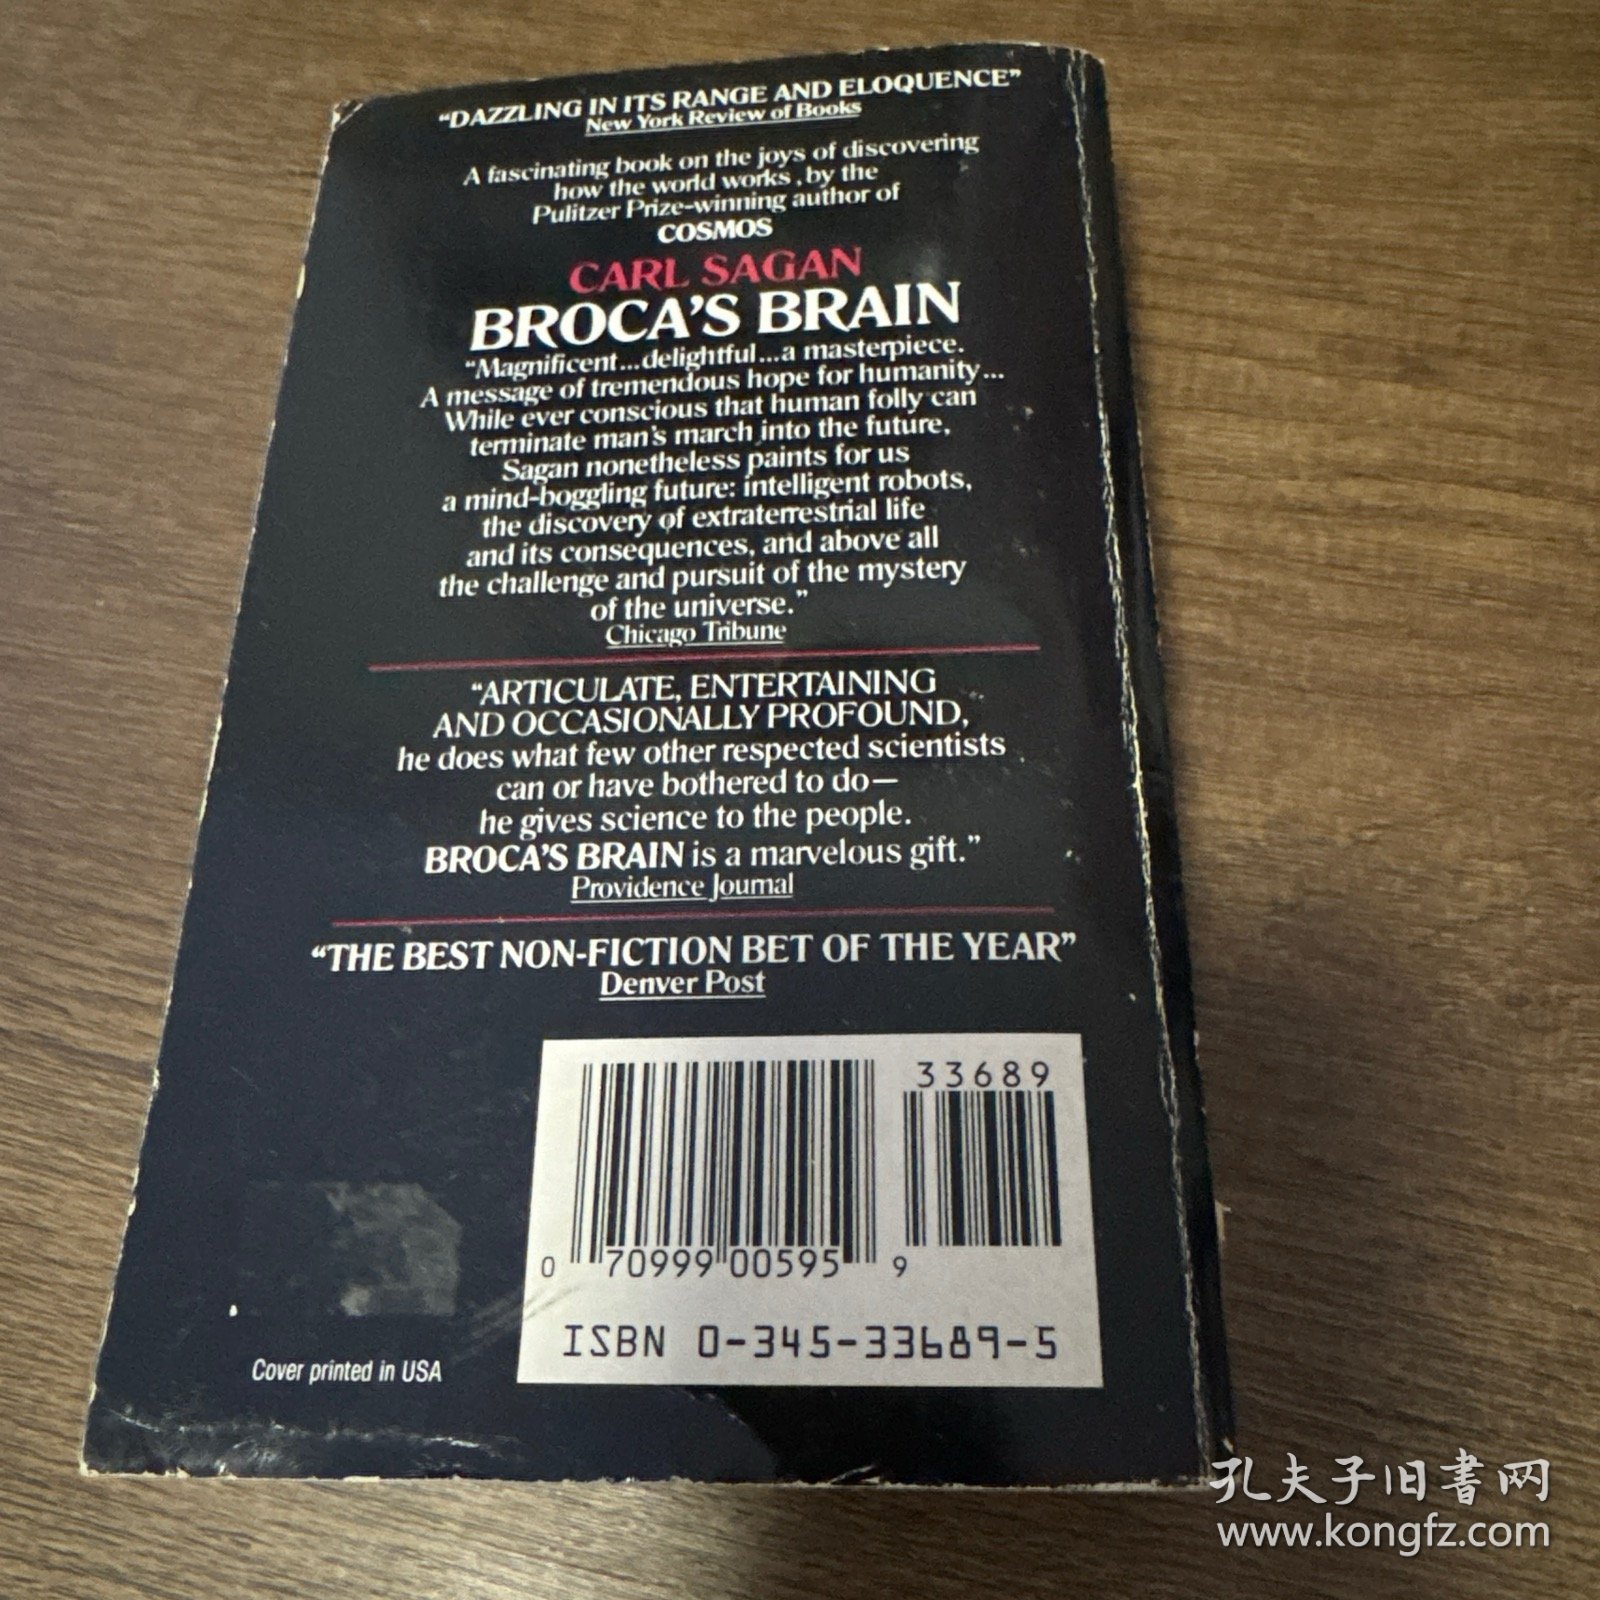 “DAZZLING IN ITS RANGE AND ELOQUENCE”
New York Review of Books
A fascinating book on the joys of discovering
how the world works, by the
Pulitzer Prize-winning author of
COSMOS
CARL SAGAN
BROCA'S BRAIN
“Magnificent...delightful...a masterpiece.
A message of tremendous hope for humanity...
While ever conscious that human folly can
terminate man's march into the future,
Sagan nonetheless paints for us
a mind-boggling future: intelligent robots,
the discovery of extraterrestrial life
and its consequences, and above all
the challenge and pursuit of the mystery
of the universe.”
Chicago Tribune
“ARTICULATE, ENTERTAINING
AND OCCASIONALLY PROFOUND,
he does what few other respected scientists
can or have bothered to do—
he gives science to the people.
BROCA'S BRAIN is a marvelous gift.”
Providence Journal
“THE BEST NON-FICTION BET OF THE YEAR”
Denver Post
33689
0 70999 00595 9
ISBN 0-345-33689-5
Cover printed in USA
孔夫子旧书网
www.kongfz.com